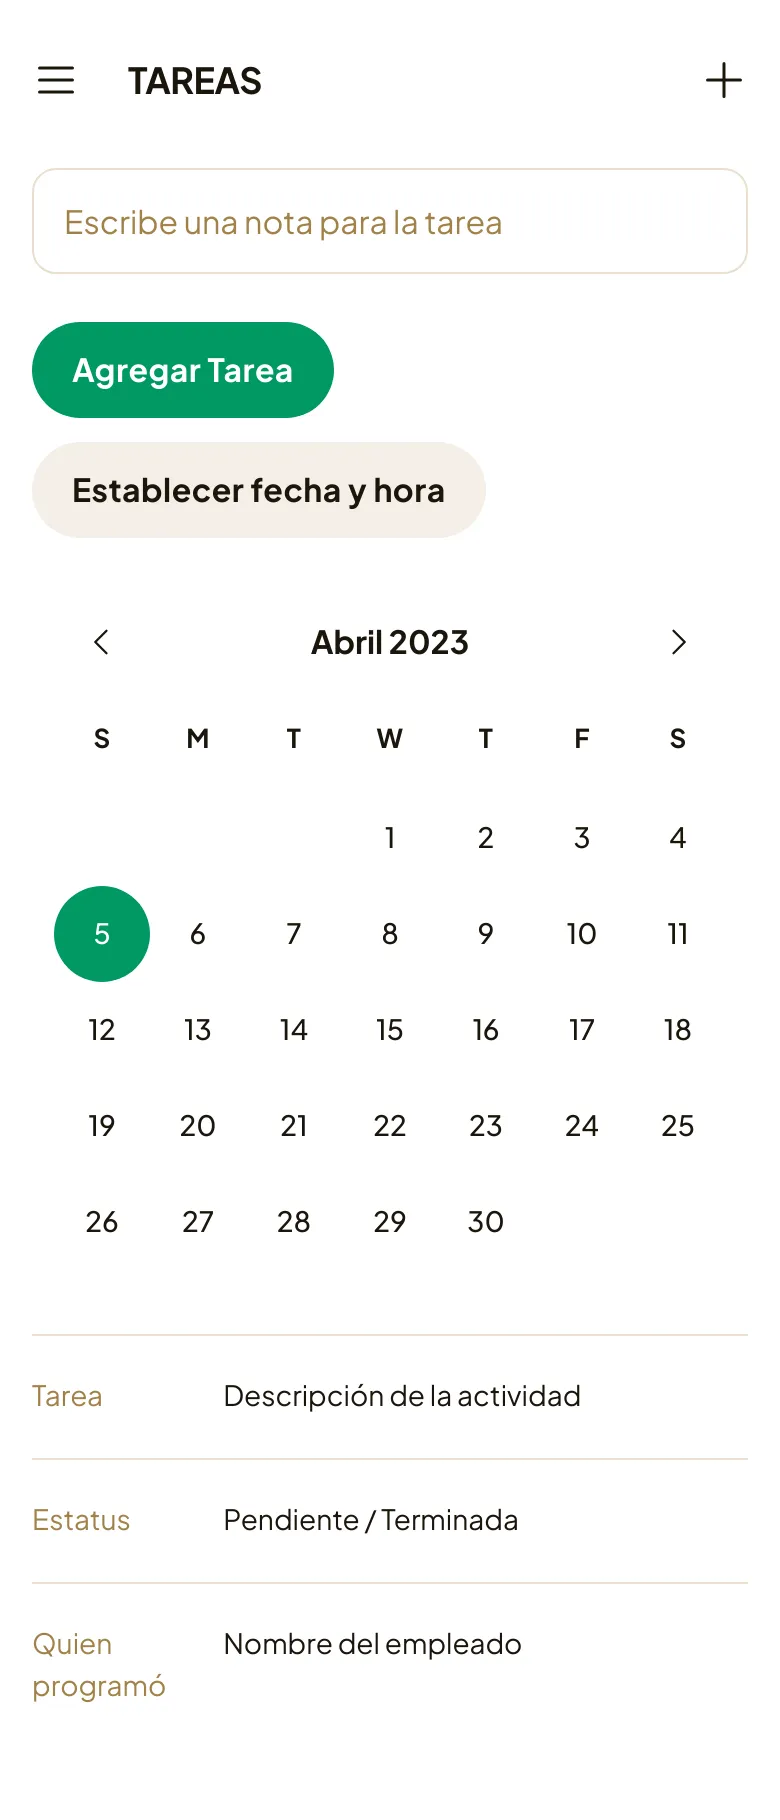 TAREAS
Escribe una nota para la tarea
Agregar Tarea
Establecer fecha y hora
Abril 2023
S M T W T F S
1 2 3 4
5 6 7 8 9 10 11
12 13 14 15 16 17 18
19 20 21 22 23 24 25
26 27 28 29 30
Tarea Descripción de la actividad
Estatus Pendiente / Terminada
Quien Nombre del empleado
programó